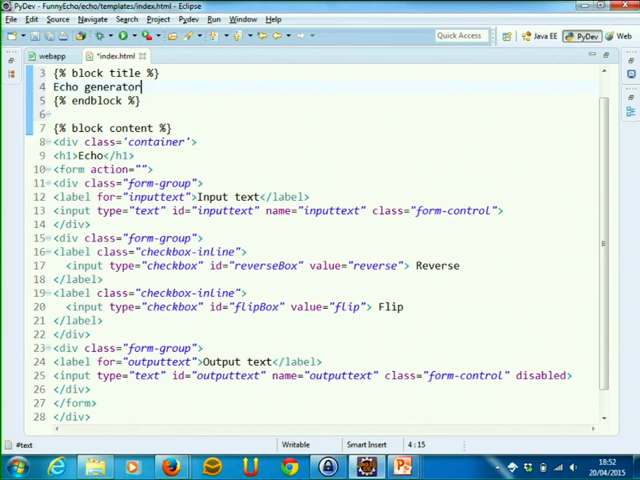 PyDev - FunnyEcho/echo/templates/index.html - Eclipse
File Edit Source Navigate Search Project Pydev Run Window Help
Quick Access Java EE PyDev Web
webapp *index.html
3 {% block title %}
4 Echo generator
5 {% endblock %}
6
7 {% block content %}
8 <div class='container'>
9 <h1>Echo</h1>
10 <form action="">
11 <div class="form-group">
12 <label for="inputtext">Input text</label>
13 <input type="text" id="inputtext" name="inputtext" class="form-control">
14 </div>
15 <div class="form-group">
16 <label class="checkbox-inline">
17 <input type="checkbox" id="reverseBox" value="reverse"> Reverse
18 </label>
19 <label class="checkbox-inline">
20 <input type="checkbox" id="flipBox" value="flip"> Flip
21 </label>
22 </div>
23 <div class="form-group">
24 <label for="outputtext">Output text</label>
25 <input type="text" id="outputtext" name="outputtext" class="form-control" disabled>
26 </div>
27 </form>
28 </div>
#text Writable Smart Insert 4 : 15
18:52
20/04/2015